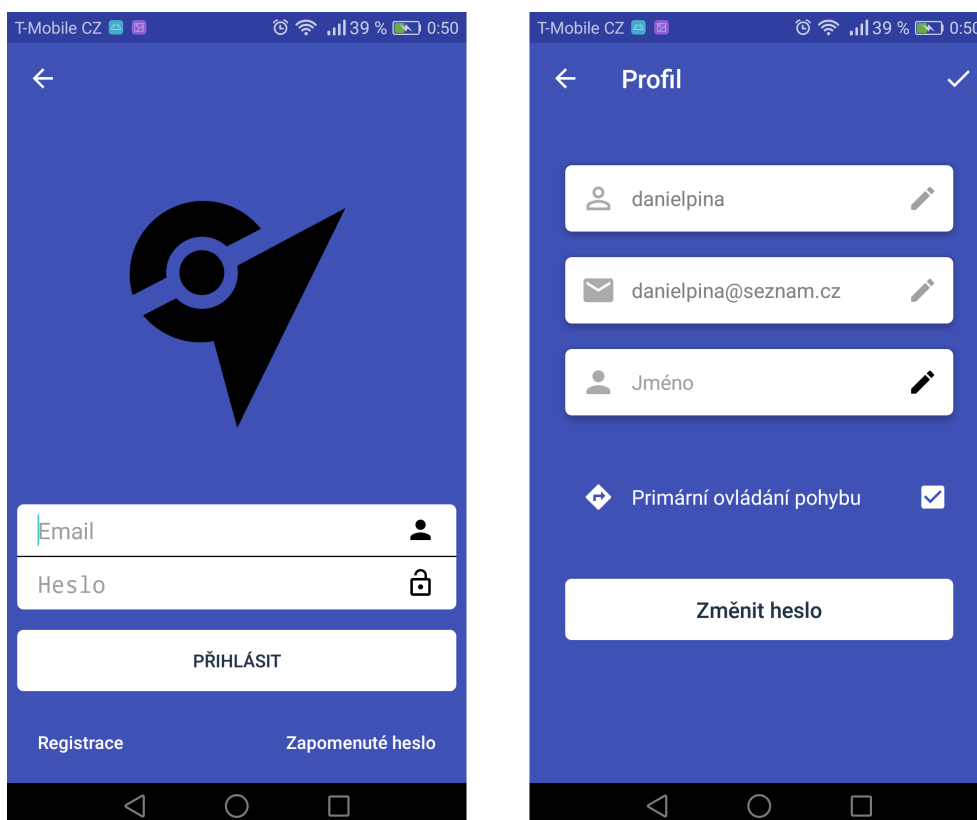 T-Mobile CZ 39 % 0:50
Email
Heslo
PŘIHLÁSIT
Registrace Zapomenuté heslo
T-Mobile CZ 39 % 0:50
Profil
danielpina
danielpina@seznam.cz
Jméno
Primární ovládání pohybu
Změnit heslo